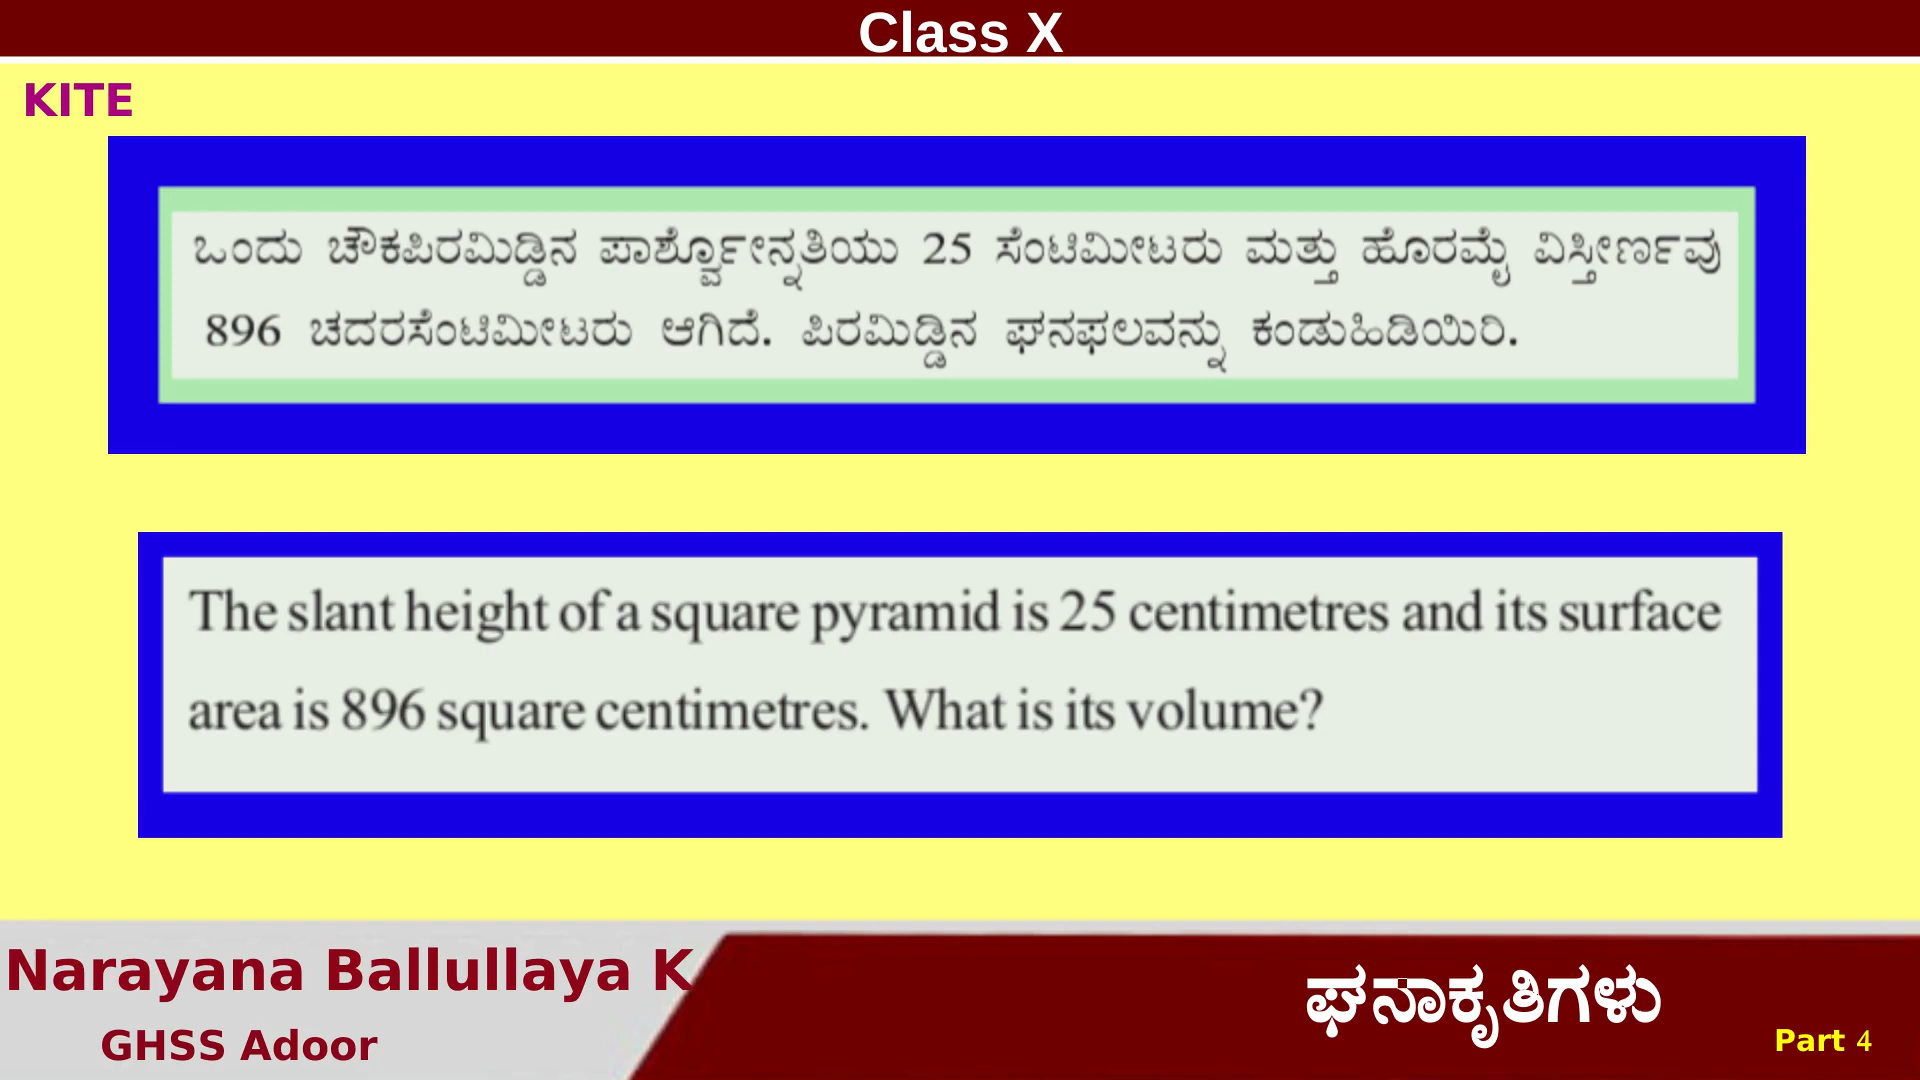 Class X
KITE
ಒಂದು ಚೌಕಪಿರಮಿಡ್ಡಿನ ಪಾರ್ಶ್ವೋನ್ನತಿಯು 25 ಸೆಂಟಿಮೀಟರು ಮತ್ತು ಹೊರಮೈ ವಿಸ್ತೀರ್ಣವು
896 ಚದರಸೆಂಟಿಮೀಟರು ಆಗಿದೆ. ಪಿರಮಿಡ್ಡಿನ ಘನಫಲವನ್ನು ಕಂಡುಹಿಡಿಯಿರಿ.
The slant height of a square pyramid is 25 centimetres and its surface
area is 896 square centimetres. What is its volume?
Narayana Ballullaya K
GHSS Adoor
ಘನಾಕೃತಿಗಳು
Part 4